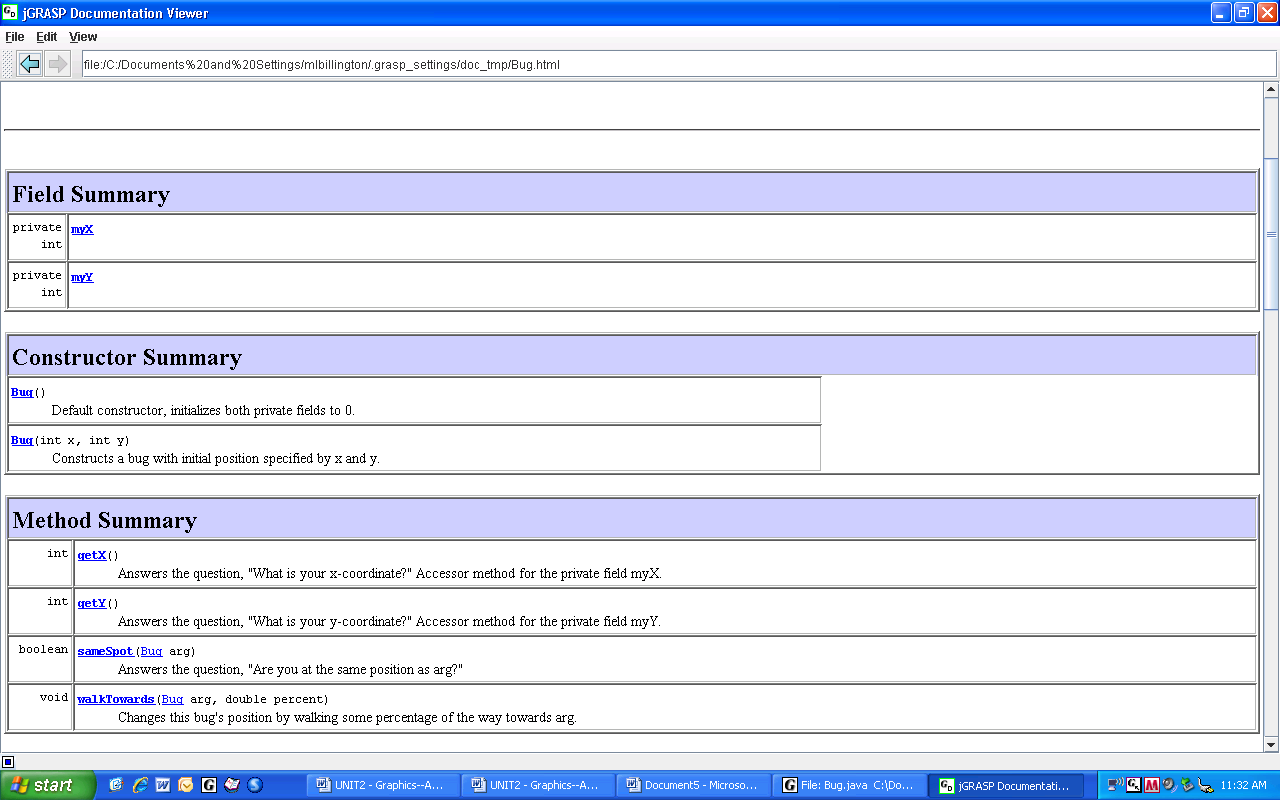 jGRASP Documentation Viewer
File Edit View
file:/C:/Documents%20and%20Settings/mlbillington/.grasp_settings/doc_tmp/Bug.html
Field Summary
private int myX
private int myY
Constructor Summary
Bug()
Default constructor, initializes both private fields to 0.
Bug(int x, int y)
Constructs a bug with initial position specified by x and y.
Method Summary
int getX()
Answers the question, "What is your x-coordinate?" Accessor method for the private field myX.
int getY()
Answers the question, "What is your y-coordinate?" Accessor method for the private field myY.
boolean sameSpot(Bug arg)
Answers the question, "Are you at the same position as arg?"
void walkTowards(Bug arg, double percent)
Changes this bug's position by walking some percentage of the way towards arg.
start UNIT2 - Graphics--A... UNIT2 - Graphics--A... Document5 - Microso... File: Bug.java C:\Do... jGRASP Documentati... 11:32 AM